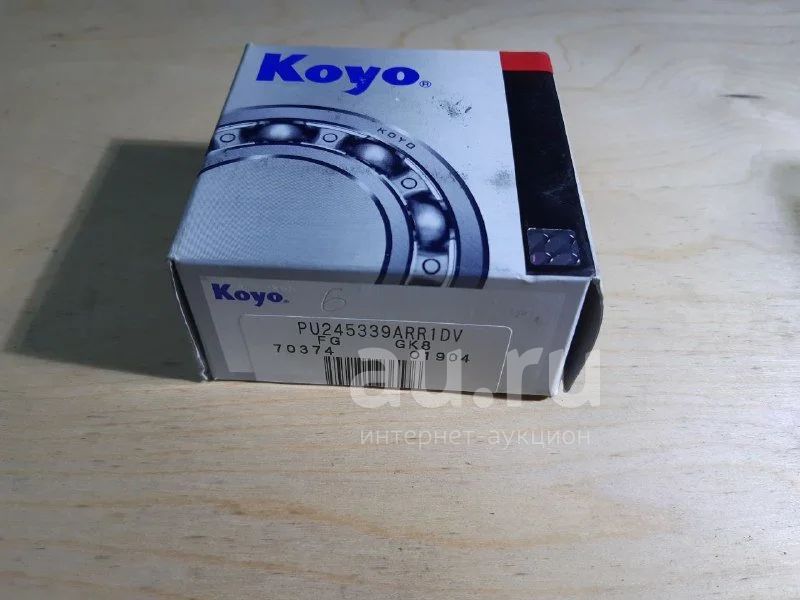 Koyo®
KOYO
Koyo.
6
PU245339ARR1DV
FG GK8
70374 01904
au.ru
интернет-аукцион